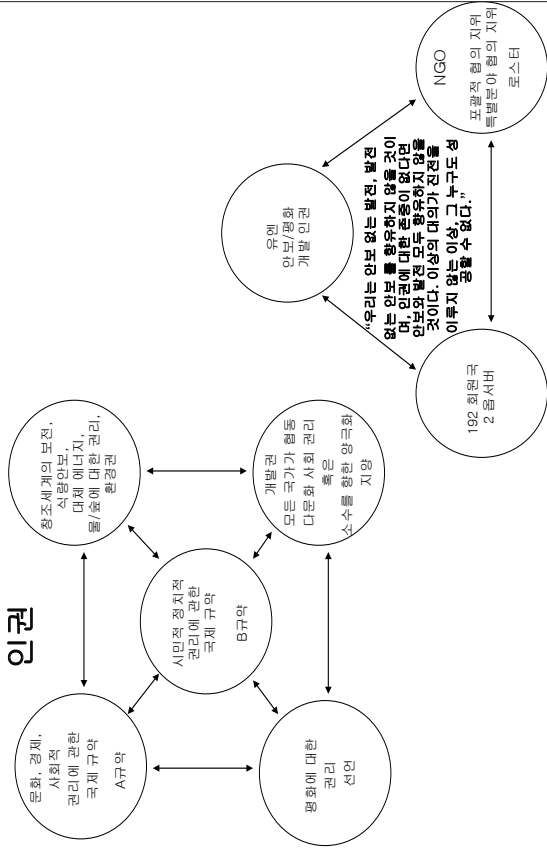 인권
문화, 경제,
사회적
권리에 관한
국제 규약
A규약
창조세계의 보전,
식량안보,
대체 에너지,
물/숲에 대한 권리,
환경권
시민적 정치적
권리에 관한
국제 규약
B규약
평화에 대한
권리
선언
개발권
모든 국가가 협동
다문화 사회 권리
혹은
소수를 향한 양극화
지양
유엔
안보/평화
개발 인권
"우리는 안보 없는 발전, 발전
없는 안보 를 향유하지 않을 것이
며, 인권에 대한 존중이 없다면
안보와 발전 모두 향유하지 않을
것이다. 이상의 대의가 진전을
이루지 않는 이상, 그 누구도 성
공할 수 없다."
192 회원국
2 옵서버
NGO
포괄적 협의 지위
특별분야 협의 지위
로스터